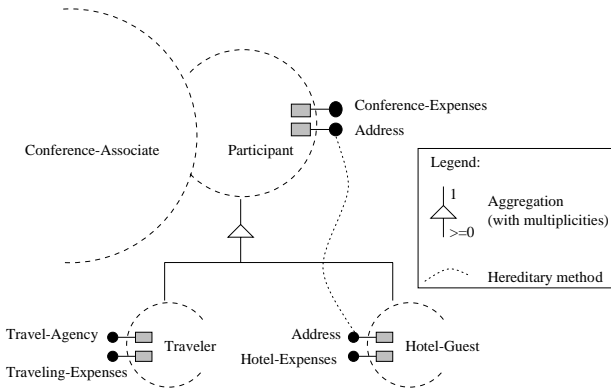 Conference-Expenses
Address
Conference-Associate
Participant
Legend:
1
Aggregation
(with multiplicities)
>=0
Hereditary method
Travel-Agency
Traveler
Traveling-Expenses
Address
Hotel-Guest
Hotel-Expenses